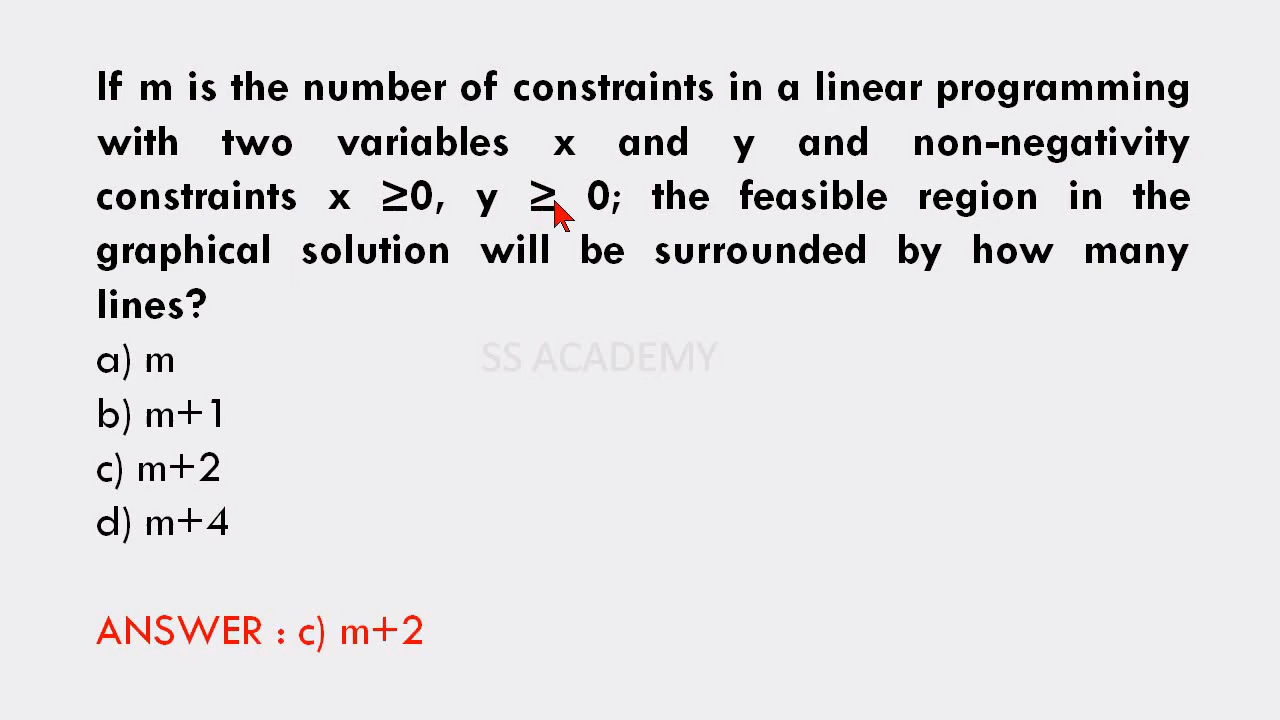 If m is the number of constraints in a linear programming
with two variables x and y and non-negativity
constraints x ≥0, y ≥ 0; the feasible region in the
graphical solution will be surrounded by how many
lines?
SS ACADEMY
a) m
b) m+1
c) m+2
d) m+4
ANSWER : c) m+2